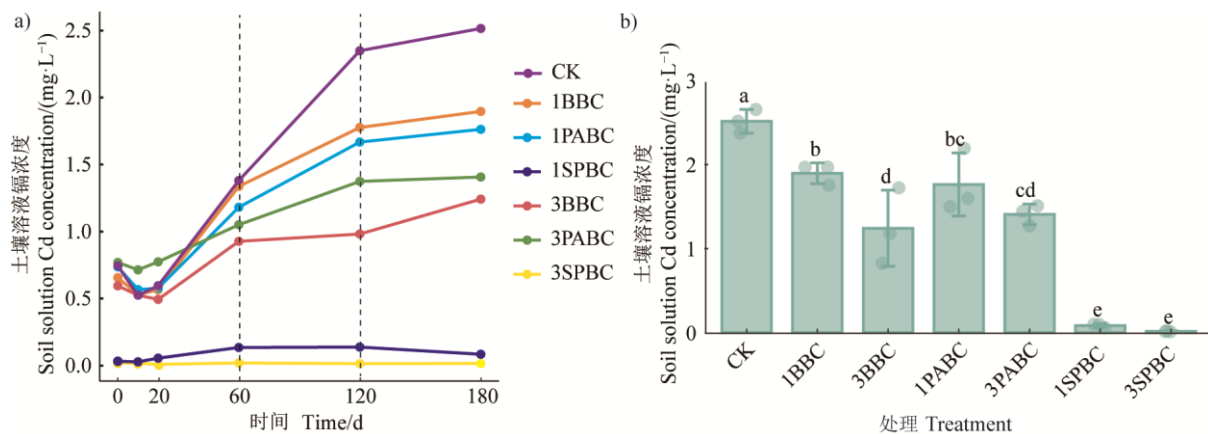 a)
土壤溶液镉浓度
Soil solution Cd concentration/(mg·L⁻¹)
2.5
2.0
1.5
1.0
0.5
0.0
0
20
60
120
180
时间 Time/d
CK
1BBC
1PABC
1SPBC
3BBC
3PABC
3SPBC
b)
土壤溶液镉浓度
Soil solution Cd concentration/(mg·L⁻¹)
3
2
1
0
a
b
d
bc
cd
e
e
CK
1BBC
3BBC
1PABC
3PABC
1SPBC
3SPBC
处理 Treatment